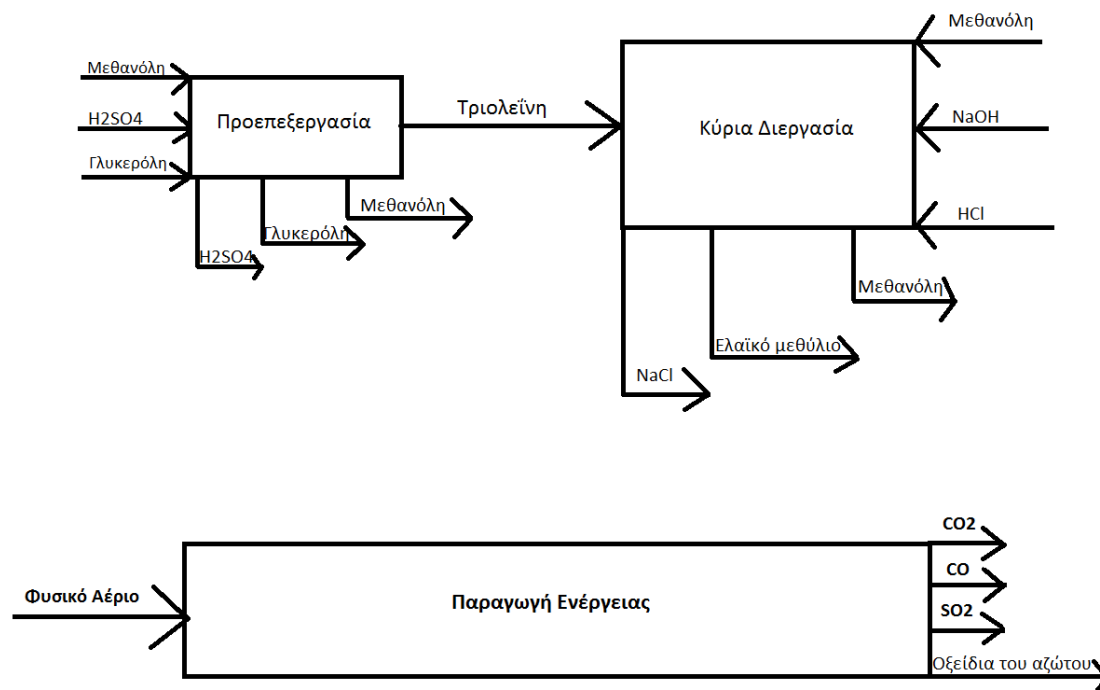 Μεθανόλη
Μεθανόλη
H2SO4
Προεπεξεργασία
Τριολεΐνη
Κύρια Διεργασία
NaOH
Γλυκερόλη
Μεθανόλη
HCl
Γλυκερόλη
H2SO4
Μεθανόλη
Ελαϊκό μεθύλιο
NaCl
CO2
CO
Φυσικό Αέριο
Παραγωγή Ενέργειας
SO2
Οξείδια του αζώτου